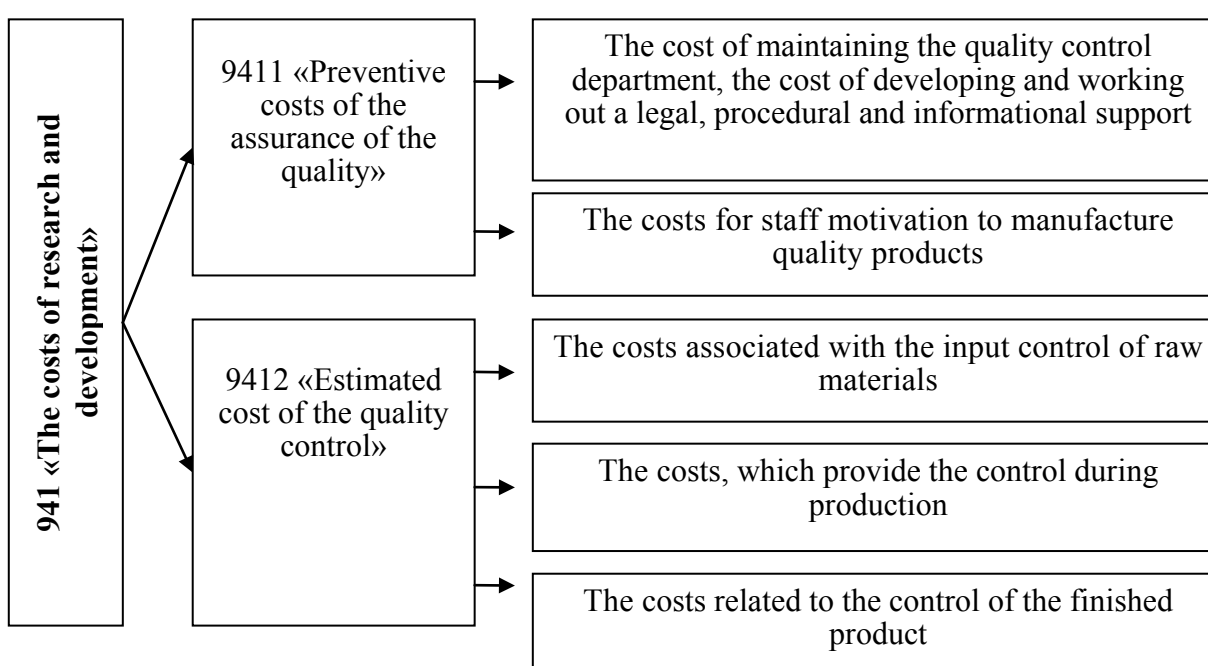 941 «The costs of research and
development»
9411 «Preventive
costs of the
assurance of the
quality»
The cost of maintaining the quality control
department, the cost of developing and working
out a legal, procedural and informational support
The costs for staff motivation to manufacture
quality products
9412 «Estimated
cost of the quality
control»
The costs associated with the input control of raw
materials
The costs, which provide the control during
production
The costs related to the control of the finished
product